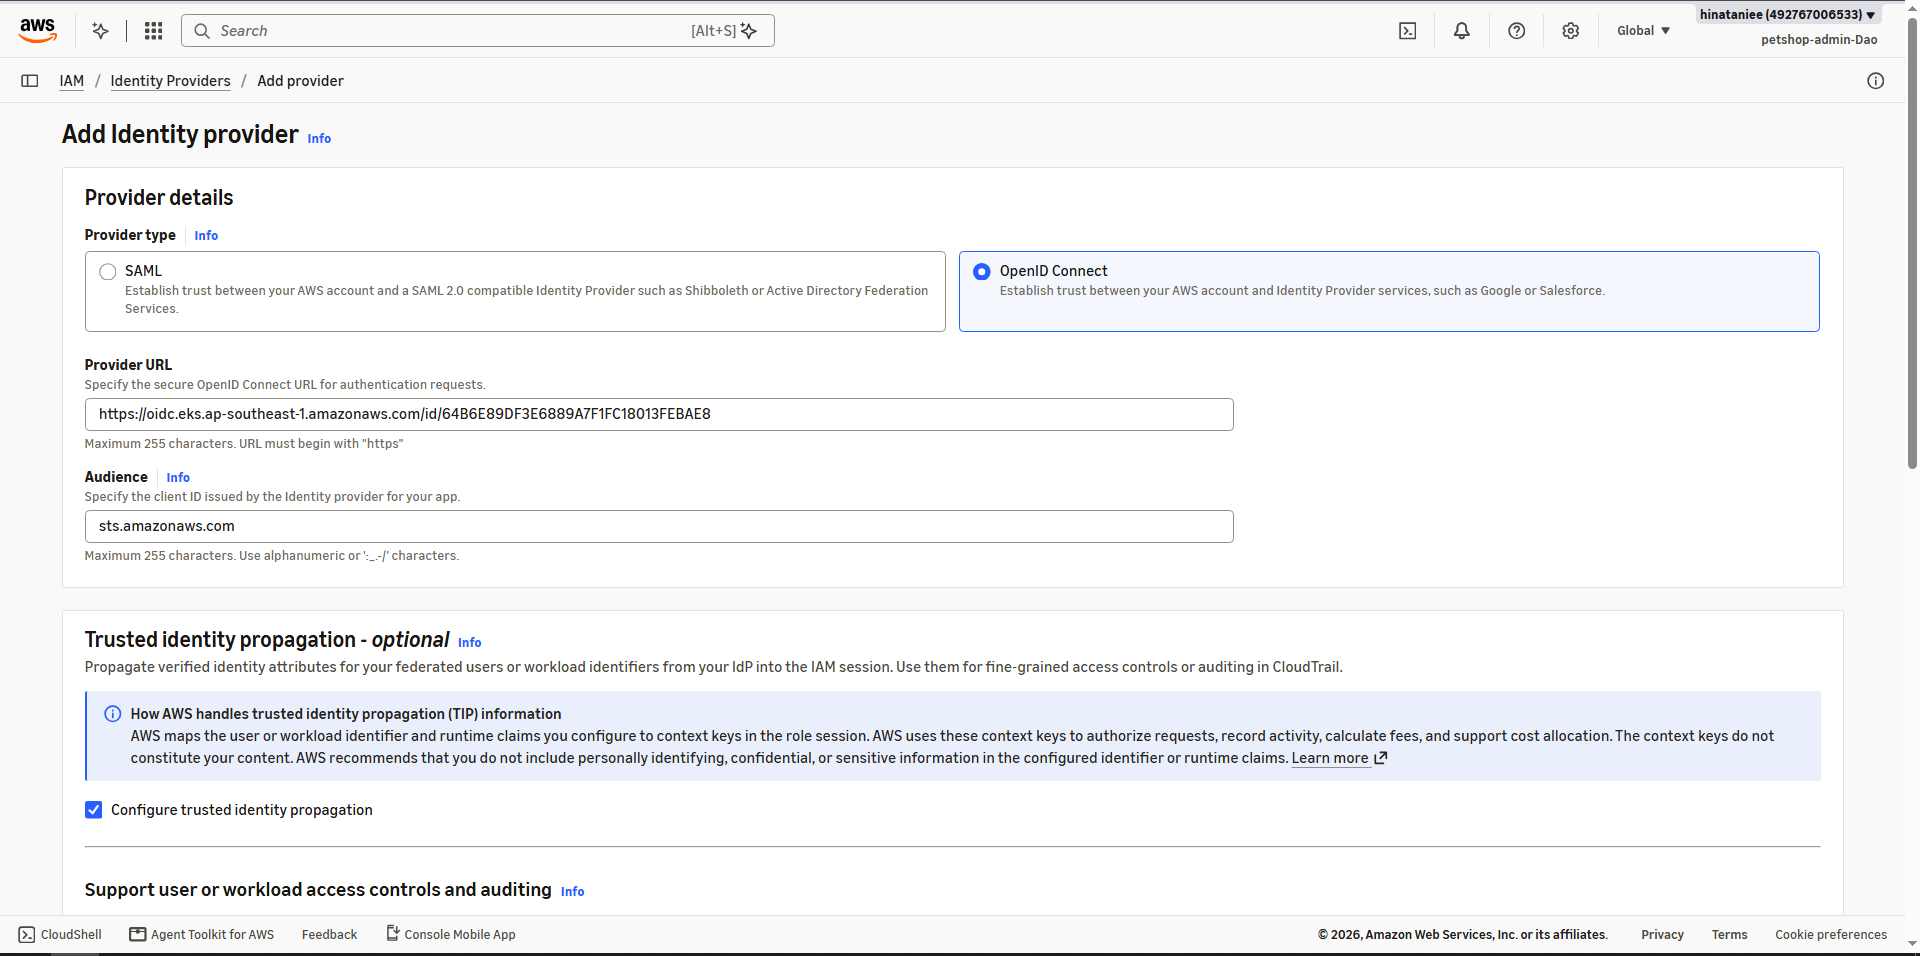 aws
Search
[Alt+S]
Global
hinataniee (492767006533)
petshop-admin-Dao
IAM / Identity Providers / Add provider
Add Identity provider Info
Provider details
Provider type Info
SAML
Establish trust between your AWS account and a SAML 2.0 compatible Identity Provider such as Shibboleth or Active Directory Federation
Services.
OpenID Connect
Establish trust between your AWS account and Identity Provider services, such as Google or Salesforce.
Provider URL
Specify the secure OpenID Connect URL for authentication requests.
https://oidc.eks.ap-southeast-1.amazonaws.com/id/64B6E89DF3E6889A7F1FC18013FEBAE8
Maximum 255 characters. URL must begin with "https"
Audience Info
Specify the client ID issued by the Identity provider for your app.
sts.amazonaws.com
Maximum 255 characters. Use alphanumeric or ':_.-/' characters.
Trusted identity propagation - optional Info
Propagate verified identity attributes for your federated users or workload identifiers from your IdP into the IAM session. Use them for fine-grained access controls or auditing in CloudTrail.
How AWS handles trusted identity propagation (TIP) information
AWS maps the user or workload identifier and runtime claims you configure to context keys in the role session. AWS uses these context keys to authorize requests, record activity, calculate fees, and support cost allocation. The context keys do not
constitute your content. AWS recommends that you do not include personally identifying, confidential, or sensitive information in the configured identifier or runtime claims. Learn more
Configure trusted identity propagation
Support user or workload access controls and auditing Info
CloudShell
Agent Toolkit for AWS
Feedback
Console Mobile App
© 2026, Amazon Web Services, Inc. or its affiliates.
Privacy
Terms
Cookie preferences